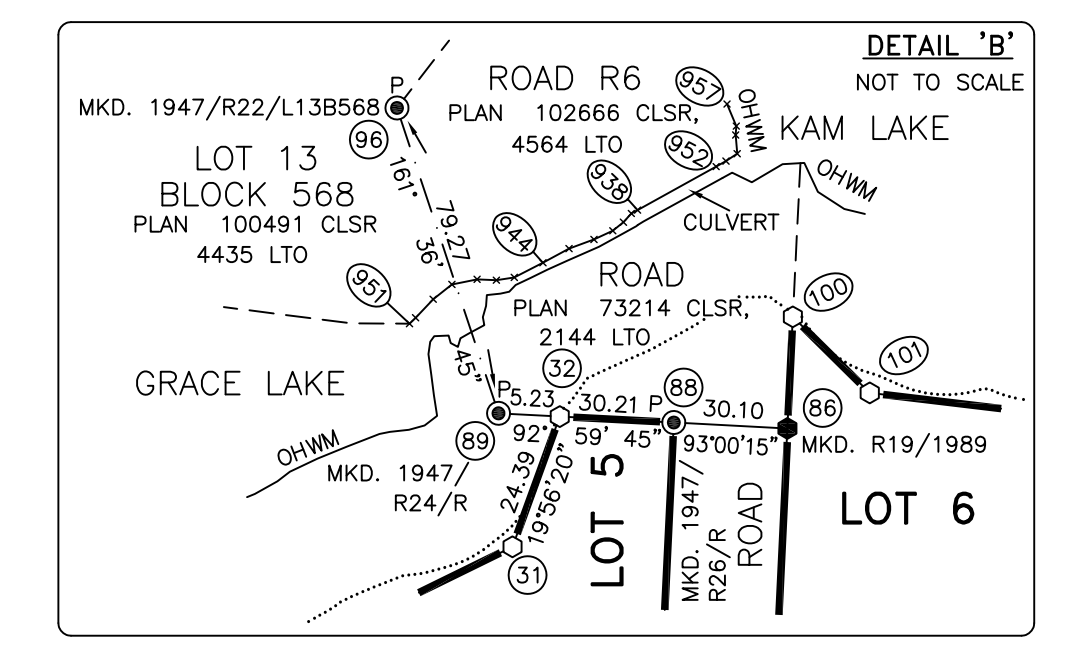 DETAIL 'B'
NOT TO SCALE
ROAD R6
PLAN 102666 CLSR,
4564 LTO
957
OHWM
KAM LAKE
952
P
MKD. 1947/R22/L13B568
96
LOT 13
BLOCK 568
PLAN 100491 CLSR
4435 LTO
161°
36'
45"
79.27
938
944
951
OHWM
CULVERT
ROAD
PLAN 73214 CLSR,
2144 LTO
100
101
GRACE LAKE
OHWM
32
88
86
P
5.23
30.21
P
30.10
89
92°
59'
45"
93°00'15"
MKD. R19/1989
MKD. 1947/
R24/R
24.39
19°56'20"
31
LOT 5
MKD. 1947/
R26/R
ROAD
LOT 6